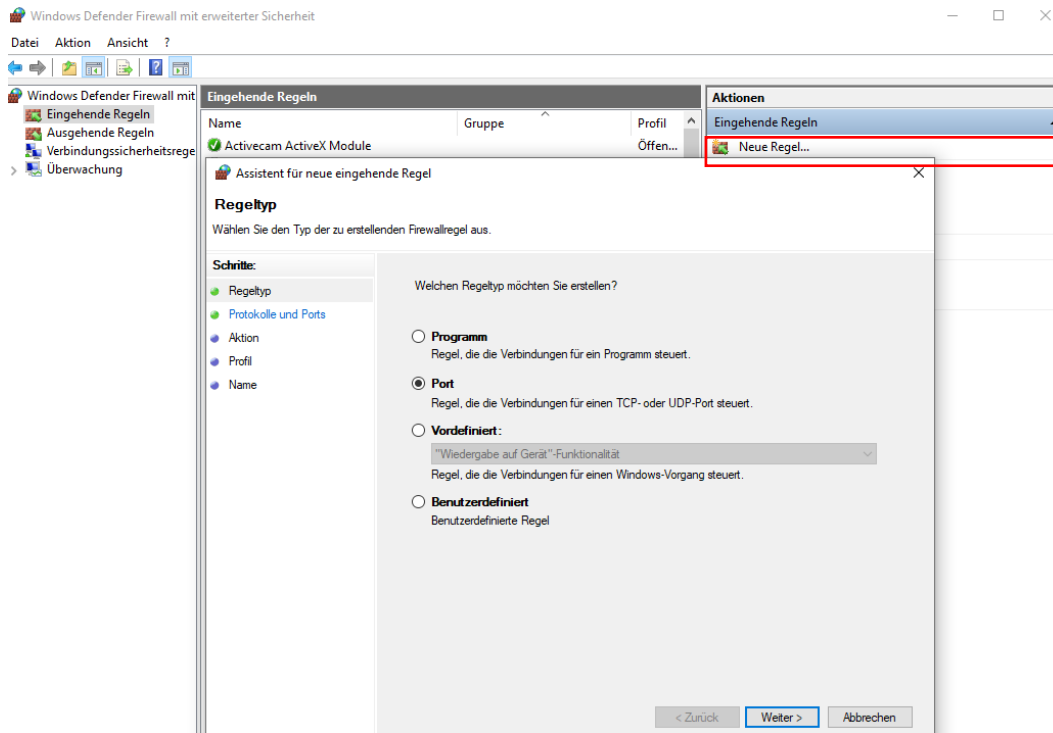 Windows Defender Firewall mit erweiterter Sicherheit
Datei Aktion Ansicht ?
Windows Defender Firewall mit
Eingehende Regeln
Ausgehende Regeln
Verbindungssicherheitsrege
Überwachung
Eingehende Regeln
Name Gruppe Profil
Activecam ActiveX Module Öffen...
Aktionen
Eingehende Regeln
Neue Regel...
Assistent für neue eingehende Regel
Regeltyp
Wählen Sie den Typ der zu erstellenden Firewallregel aus.
Schritte:
Regeltyp
Protokolle und Ports
Aktion
Profil
Name
Welchen Regeltyp möchten Sie erstellen?
Programm
Regel, die die Verbindungen für ein Programm steuert.
Port
Regel, die die Verbindungen für einen TCP- oder UDP-Port steuert.
Vordefiniert:
"Wiedergabe auf Gerät"-Funktionalität
Regel, die die Verbindungen für einen Windows-Vorgang steuert.
Benutzerdefiniert
Benutzerdefinierte Regel
< Zurück Weiter > Abbrechen